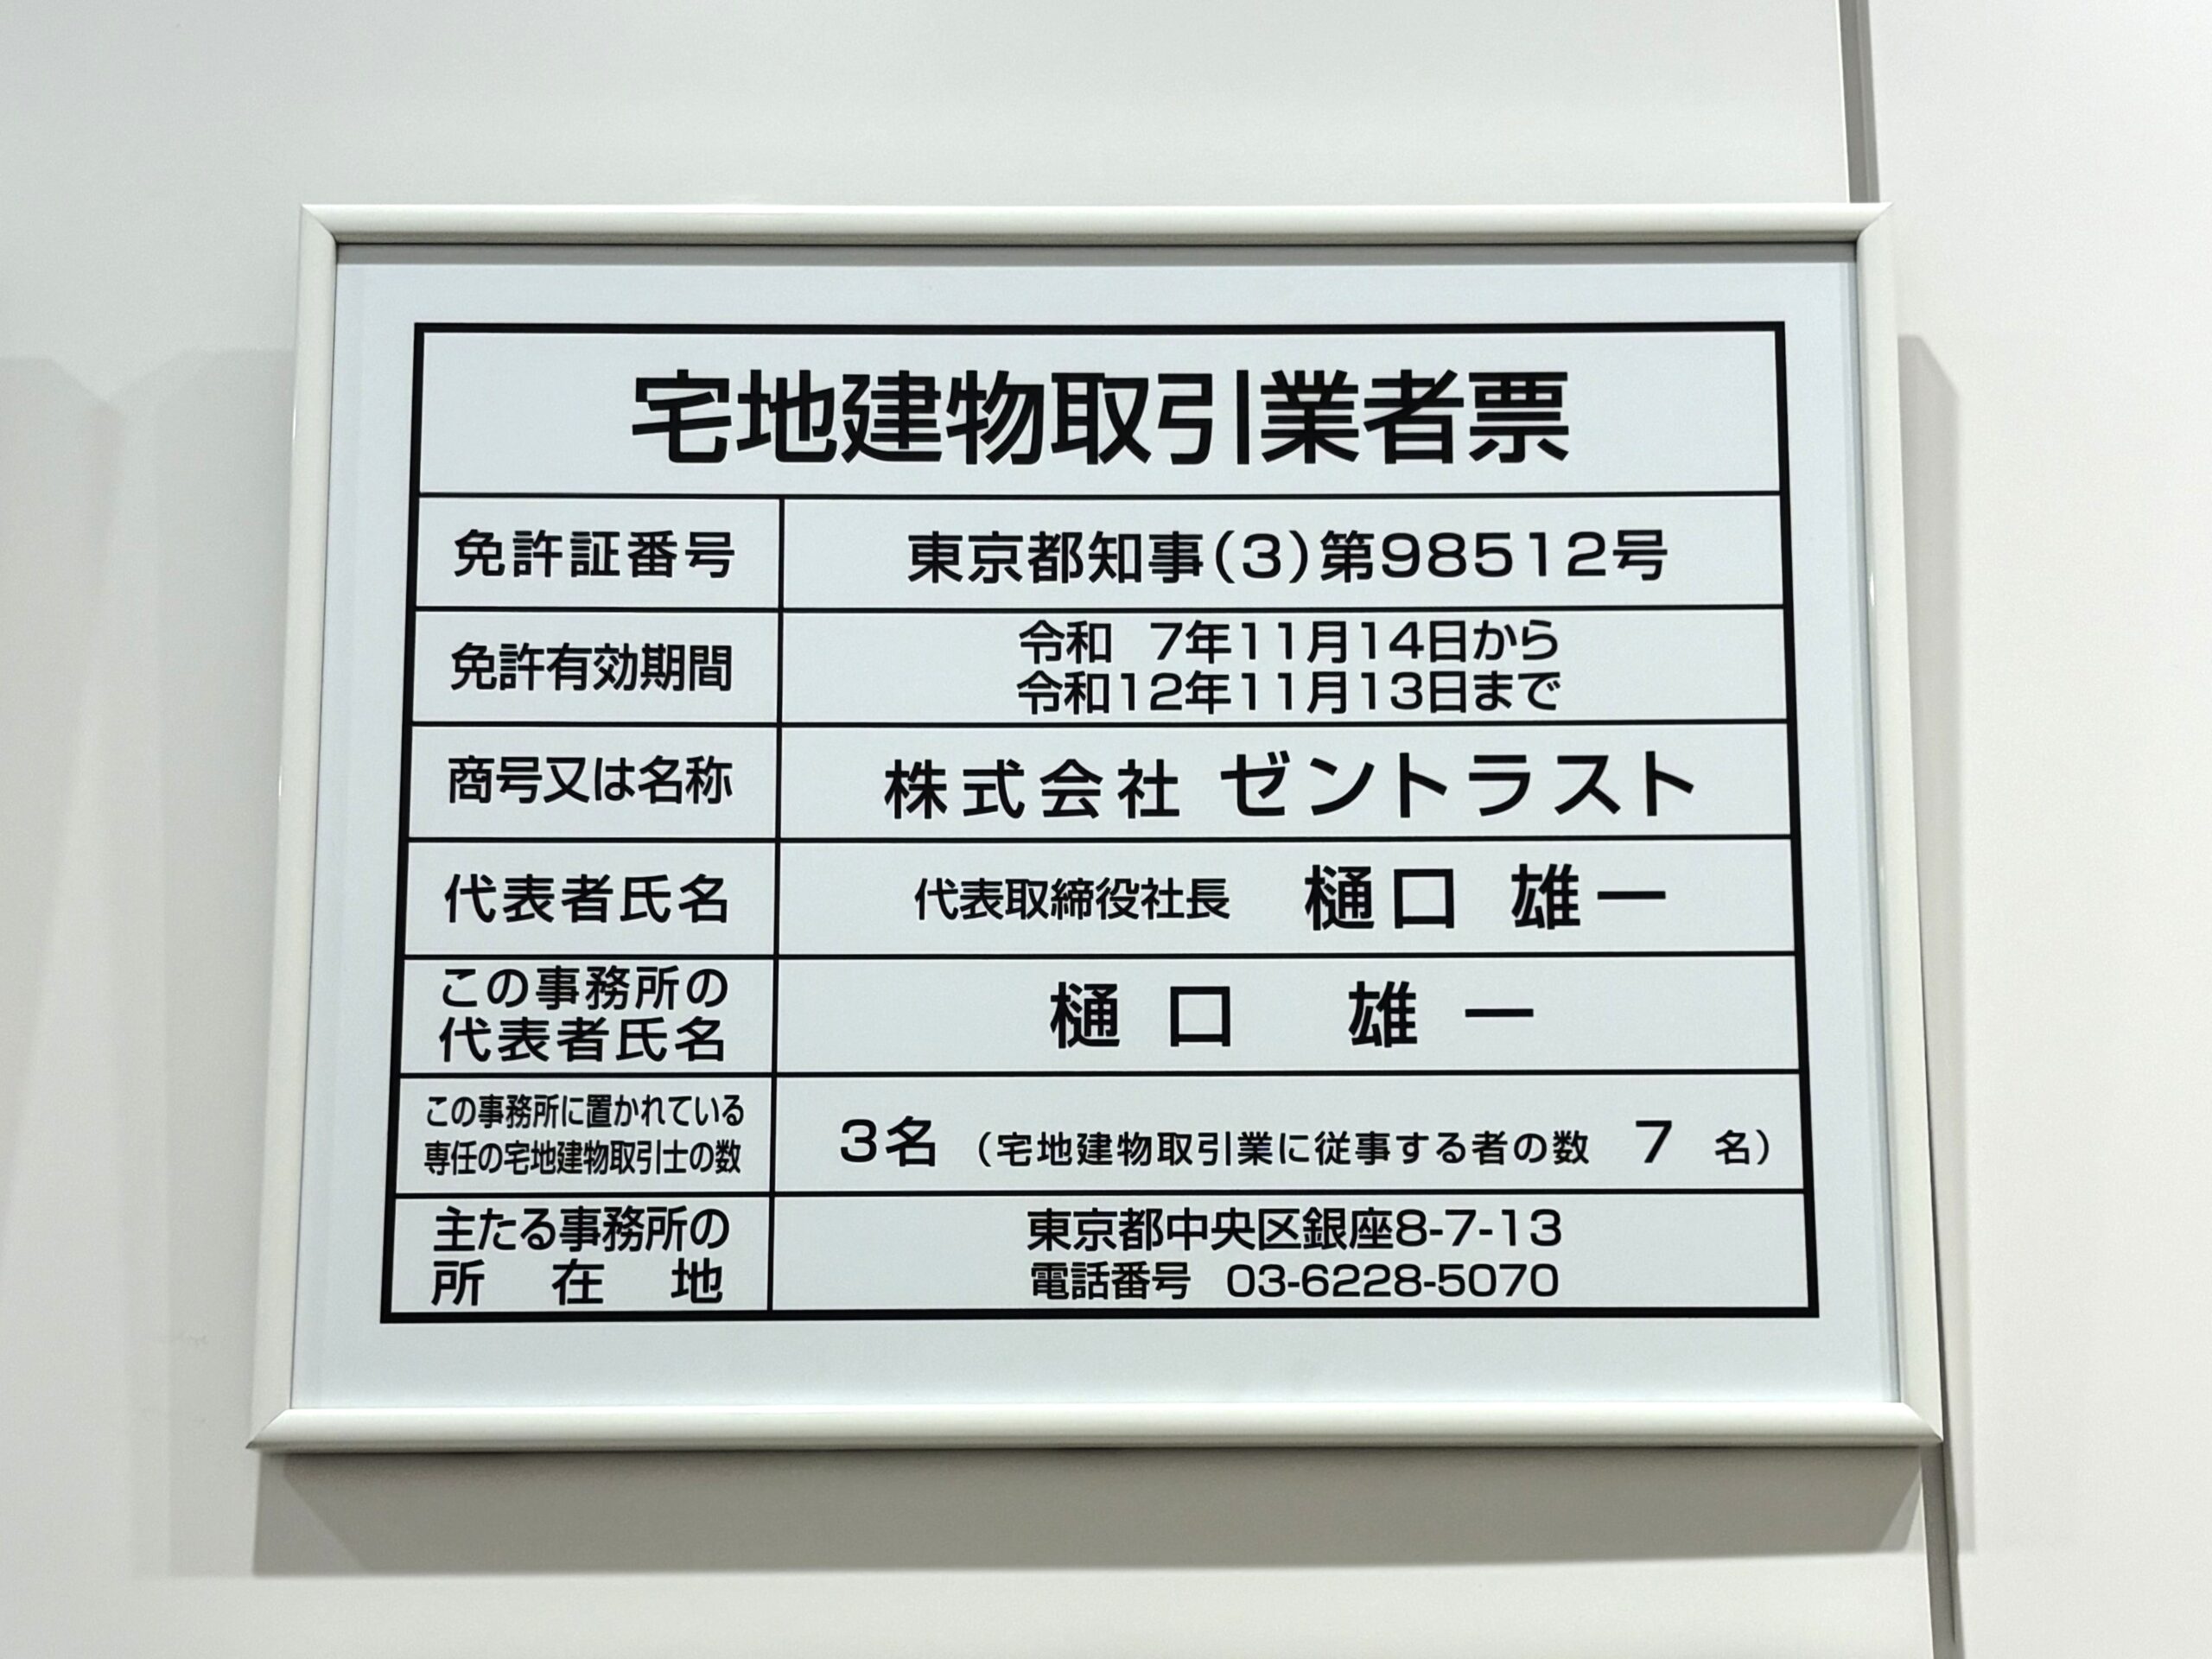 宅地建物取引業者票
免許証番号 東京都知事(3)第98512号
免許有効期間 令和 7年11月14日から
令和12年11月13日まで
商号又は名称 株式会社 ゼントラスト
代表者氏名 代表取締役社長 樋口 雄一
この事務所の
代表者氏名 樋口 雄一
この事務所に置かれている
専任の宅地建物取引士の数 3名 (宅地建物取引業に従事する者の数 7 名)
主たる事務所の
所在地 東京都中央区銀座8-7-13
電話番号 03-6228-5070